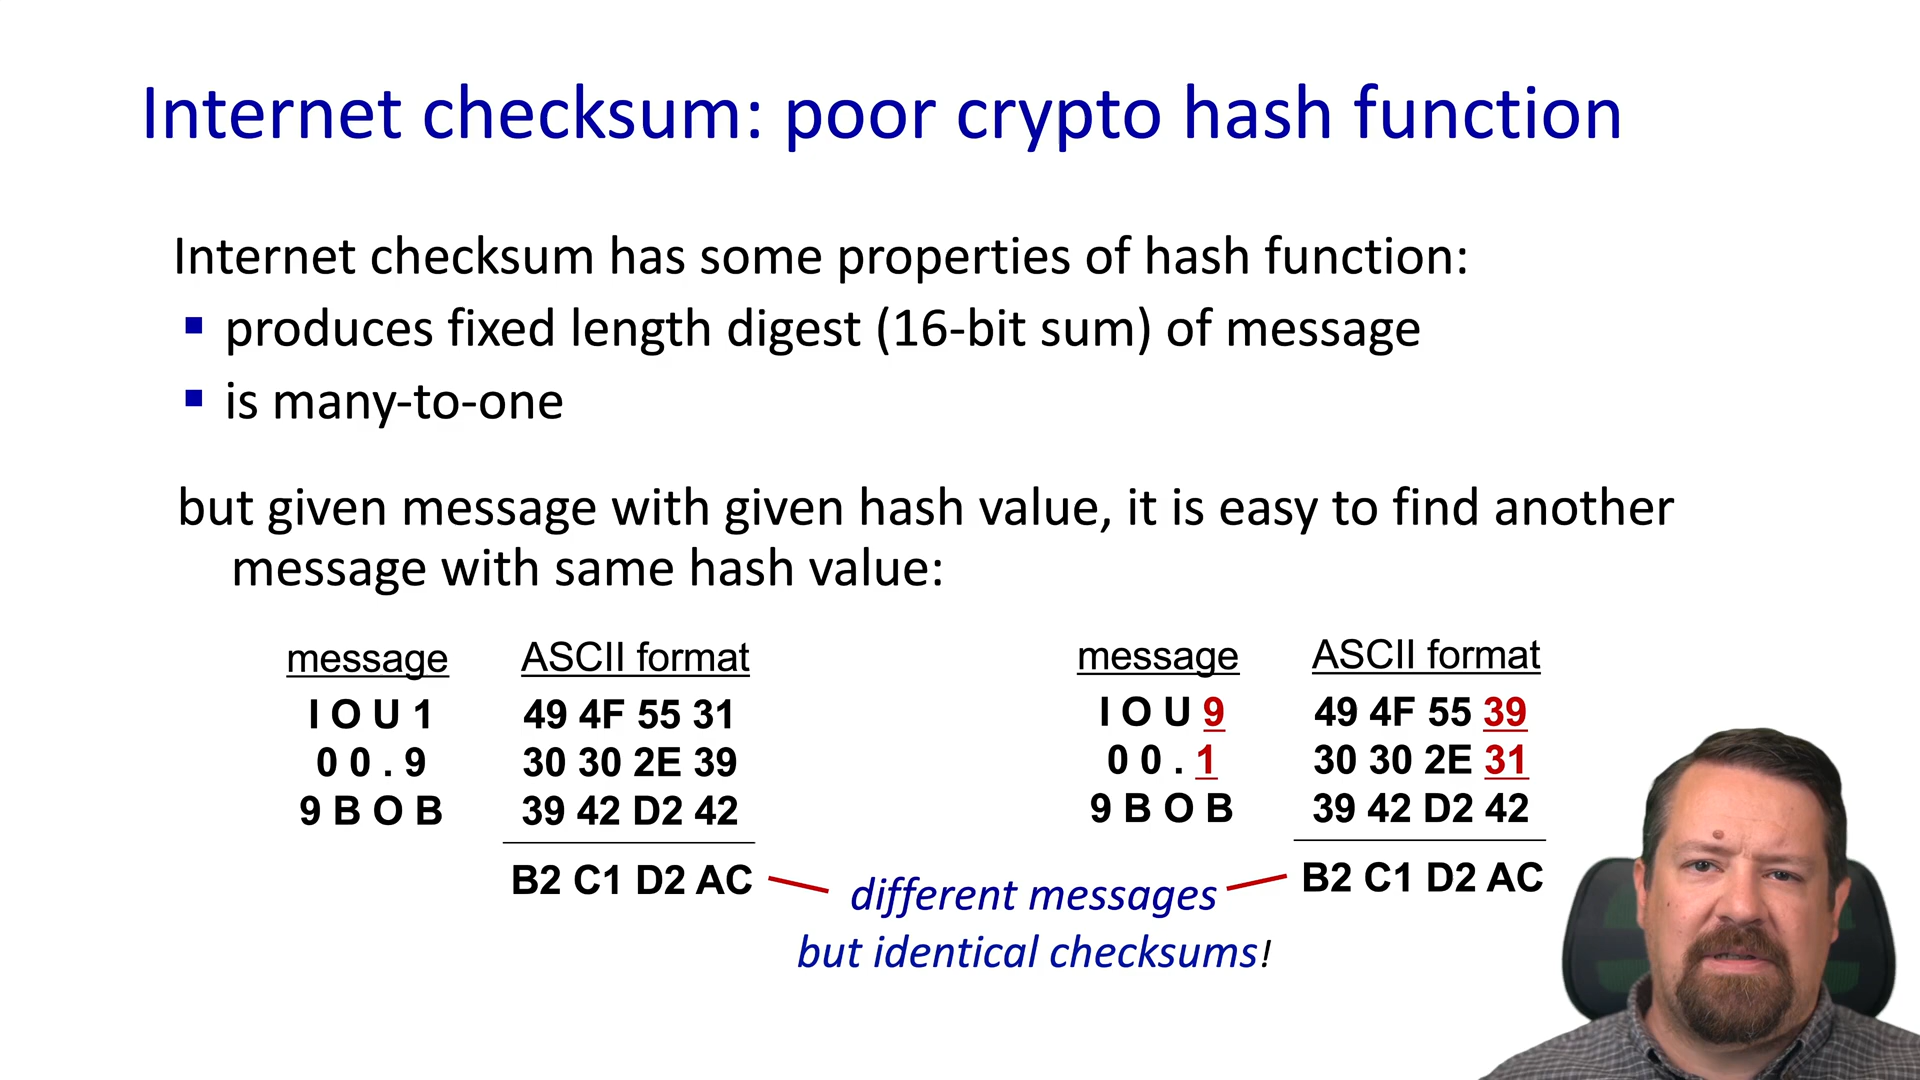 Internet checksum: poor crypto hash function
Internet checksum has some properties of hash function:
▪ produces fixed length digest (16-bit sum) of message
▪ is many-to-one
but given message with given hash value, it is easy to find another
message with same hash value:
message ASCII format
I O U 1 49 4F 55 31
0 0 . 9 30 30 2E 39
9 B O B 39 42 D2 42
B2 C1 D2 AC
message ASCII format
I O U 9 49 4F 55 39
0 0 . 1 30 30 2E 31
9 B O B 39 42 D2 42
B2 C1 D2 AC
different messages
but identical checksums!